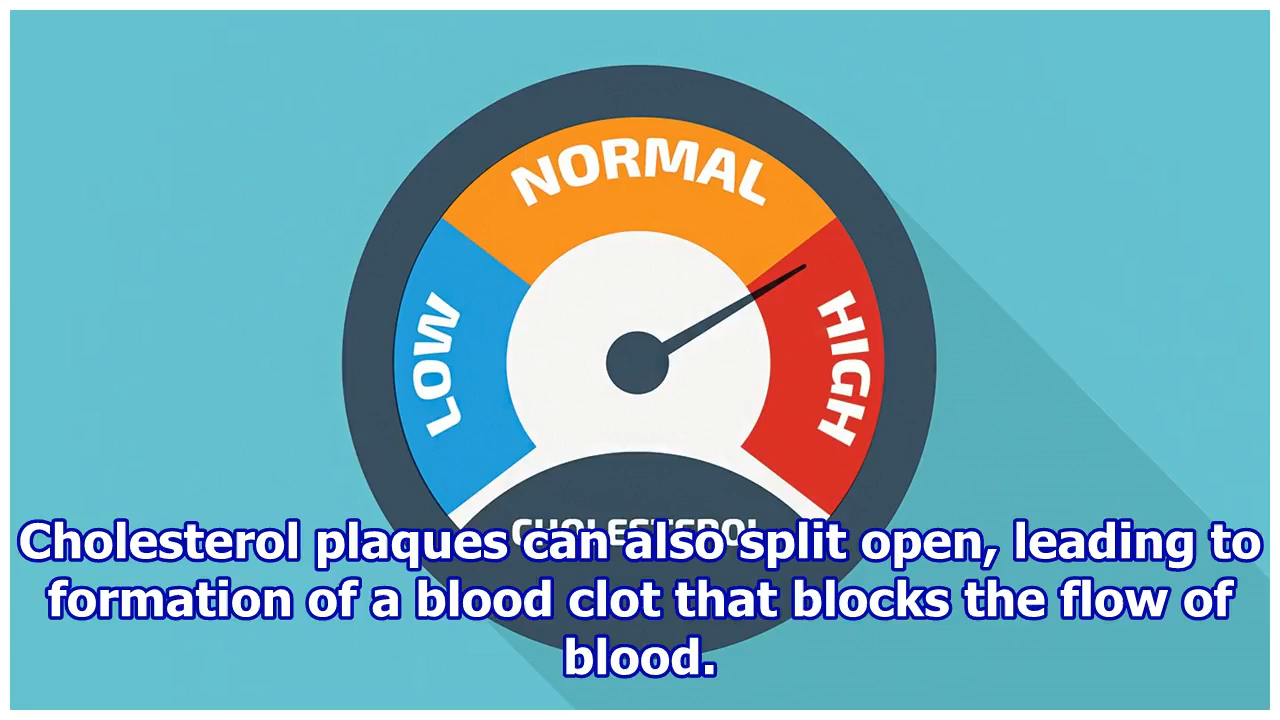 NORMAL
LOW
HIGH
CHOLESTEROL
Cholesterol plaques can also split open, leading to
formation of a blood clot that blocks the flow of
blood.